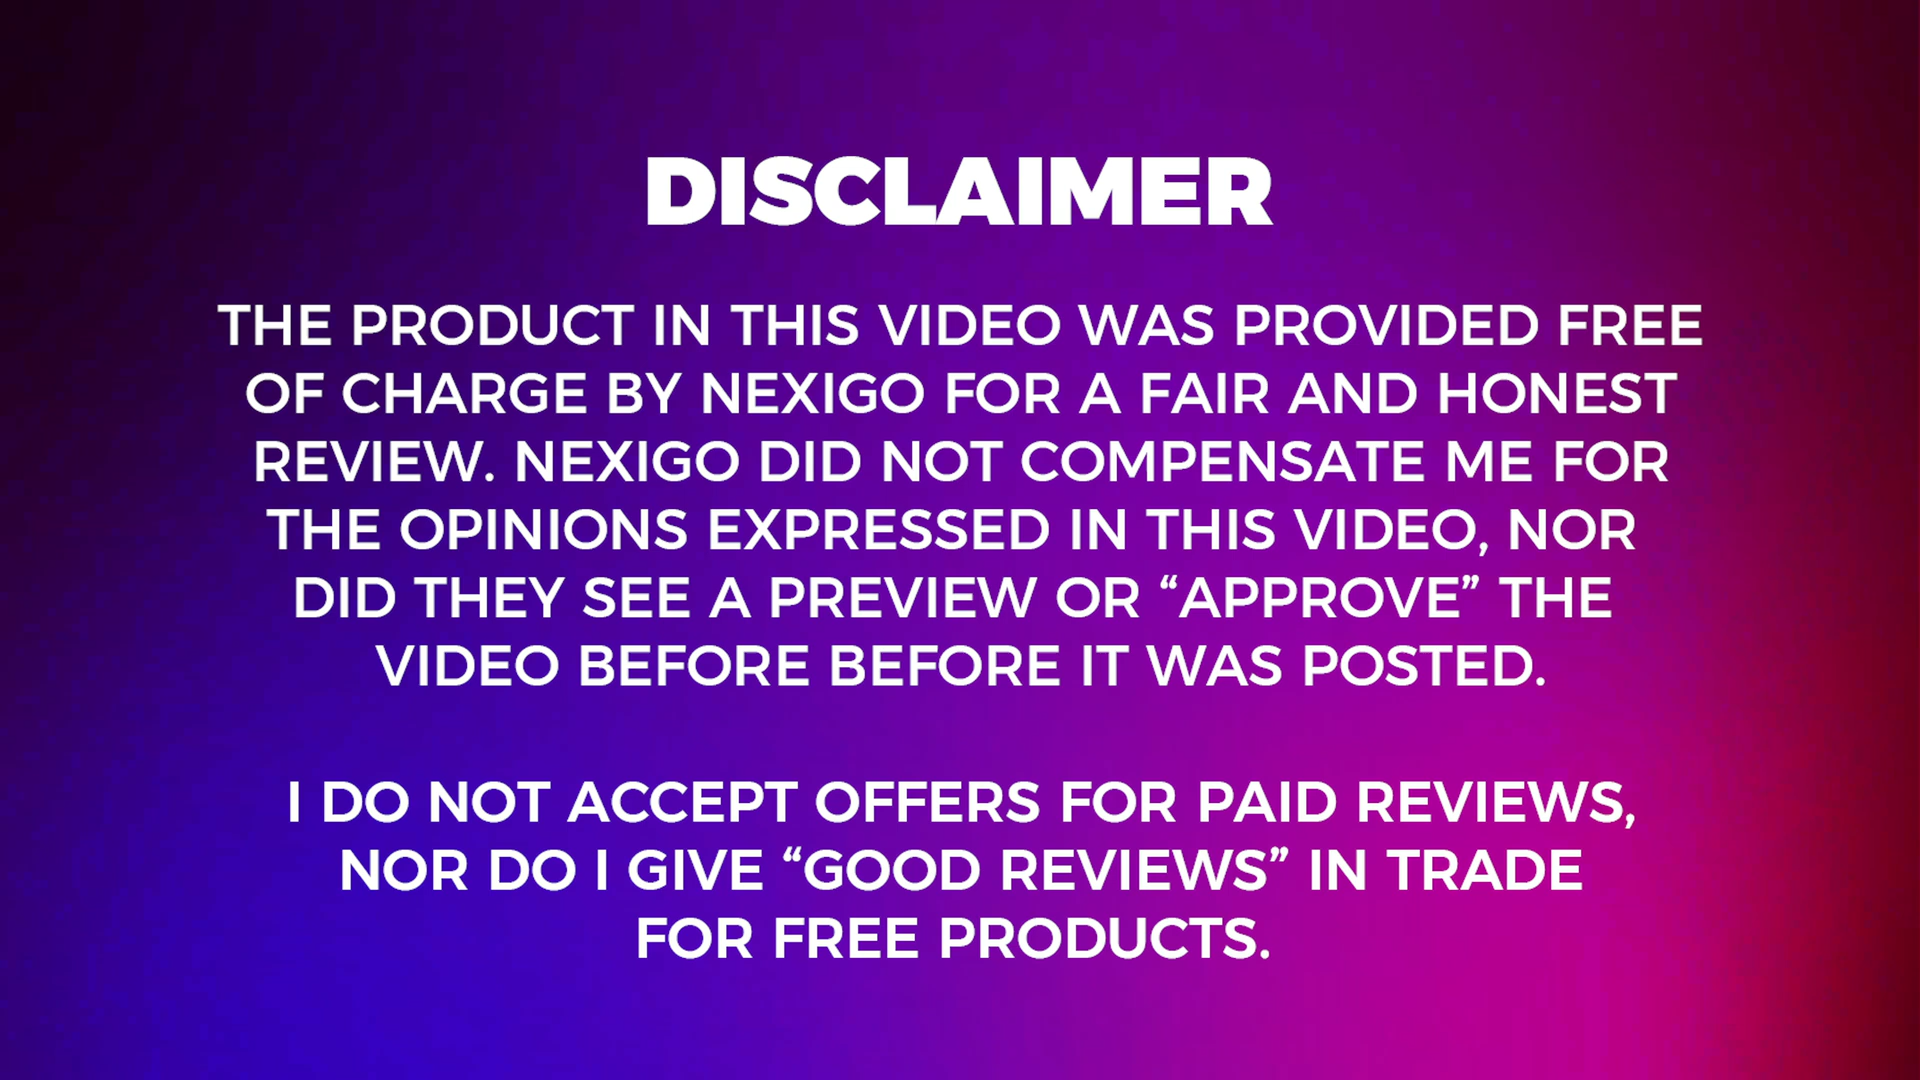 DISCLAIMER
THE PRODUCT IN THIS VIDEO WAS PROVIDED FREE
OF CHARGE BY NEXIGO FOR A FAIR AND HONEST
REVIEW. NEXIGO DID NOT COMPENSATE ME FOR
THE OPINIONS EXPRESSED IN THIS VIDEO, NOR
DID THEY SEE A PREVIEW OR “APPROVE” THE
VIDEO BEFORE BEFORE IT WAS POSTED.
I DO NOT ACCEPT OFFERS FOR PAID REVIEWS,
NOR DO I GIVE “GOOD REVIEWS” IN TRADE
FOR FREE PRODUCTS.